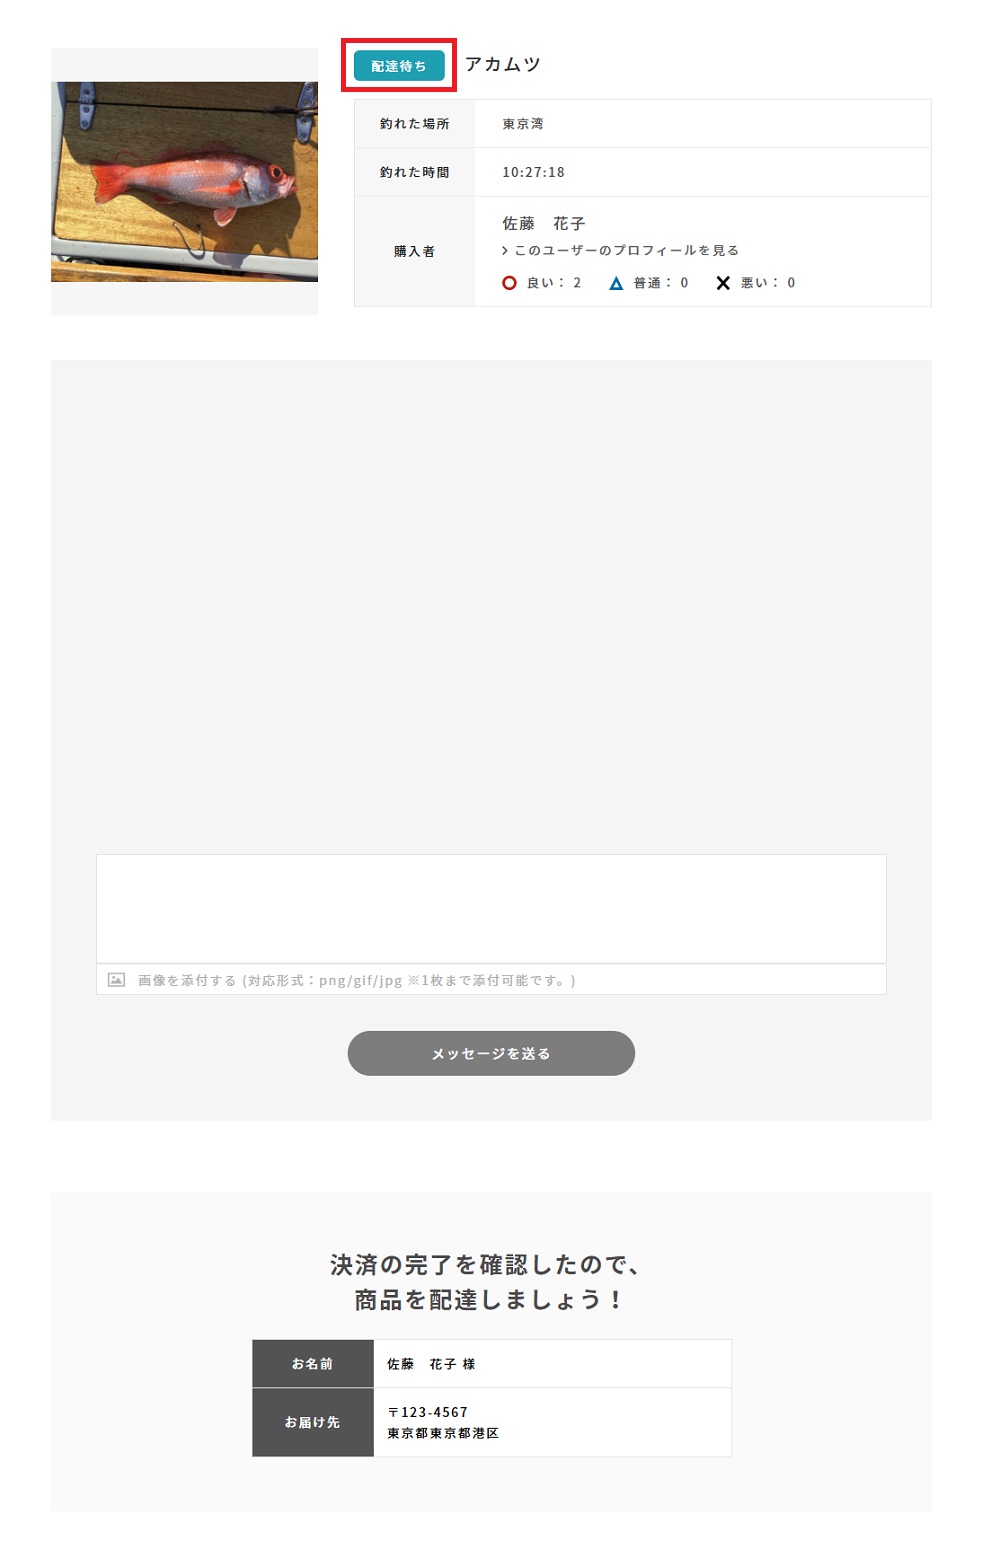 配達待ち アカムツ
釣れた場所 東京湾
釣れた時間 10:27:18
購入者 佐藤　花子
このユーザーのプロフィールを見る
良い： 2 普通： 0 悪い： 0
画像を添付する (対応形式：png/gif/jpg ※1枚まで添付可能です。)
メッセージを送る
決済の完了を確認したので、
商品を配達しましょう！
お名前 佐藤　花子 様
お届け先 〒123-4567
東京都東京都港区